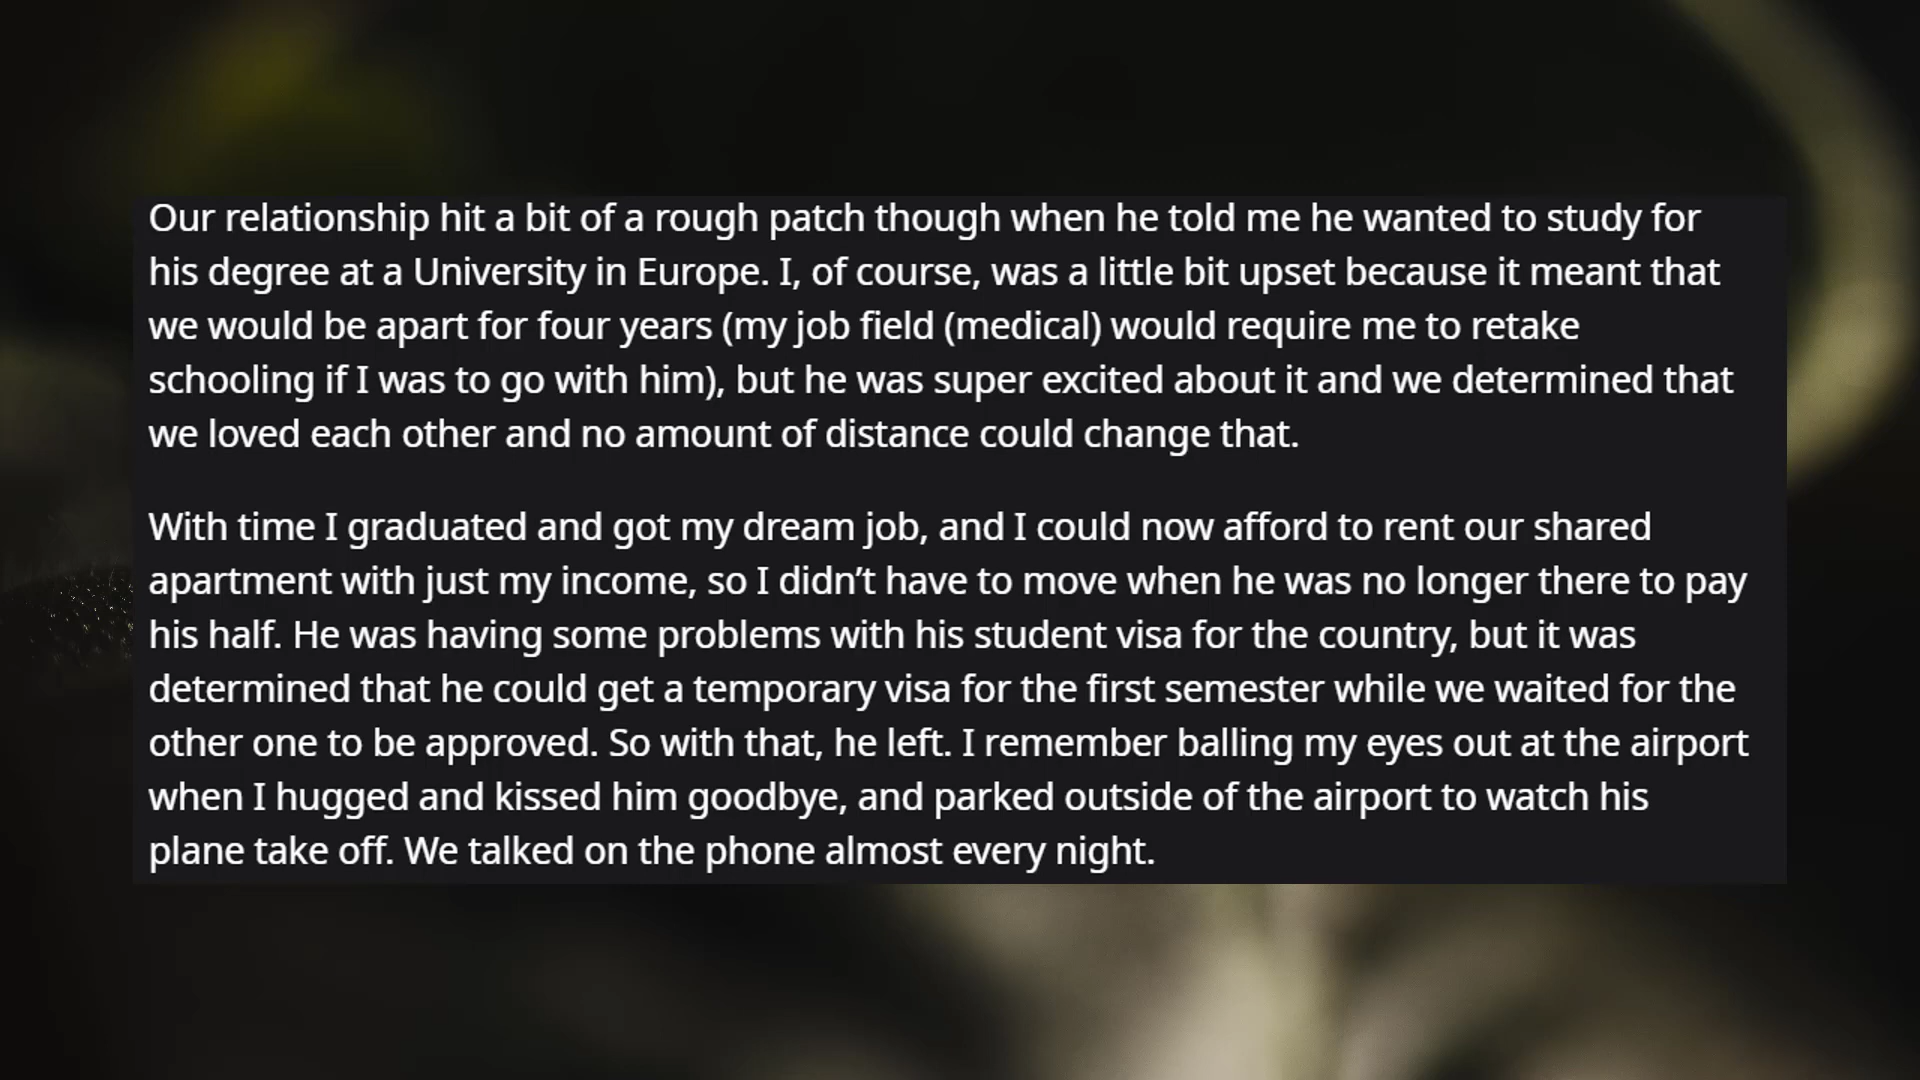 Our relationship hit a bit of a rough patch though when he told me he wanted to study for
his degree at a University in Europe. I, of course, was a little bit upset because it meant that
we would be apart for four years (my job field (medical) would require me to retake
schooling if I was to go with him), but he was super excited about it and we determined that
we loved each other and no amount of distance could change that.
With time I graduated and got my dream job, and I could now afford to rent our shared
apartment with just my income, so I didn’t have to move when he was no longer there to pay
his half. He was having some problems with his student visa for the country, but it was
determined that he could get a temporary visa for the first semester while we waited for the
other one to be approved. So with that, he left. I remember balling my eyes out at the airport
when I hugged and kissed him goodbye, and parked outside of the airport to watch his
plane take off. We talked on the phone almost every night.